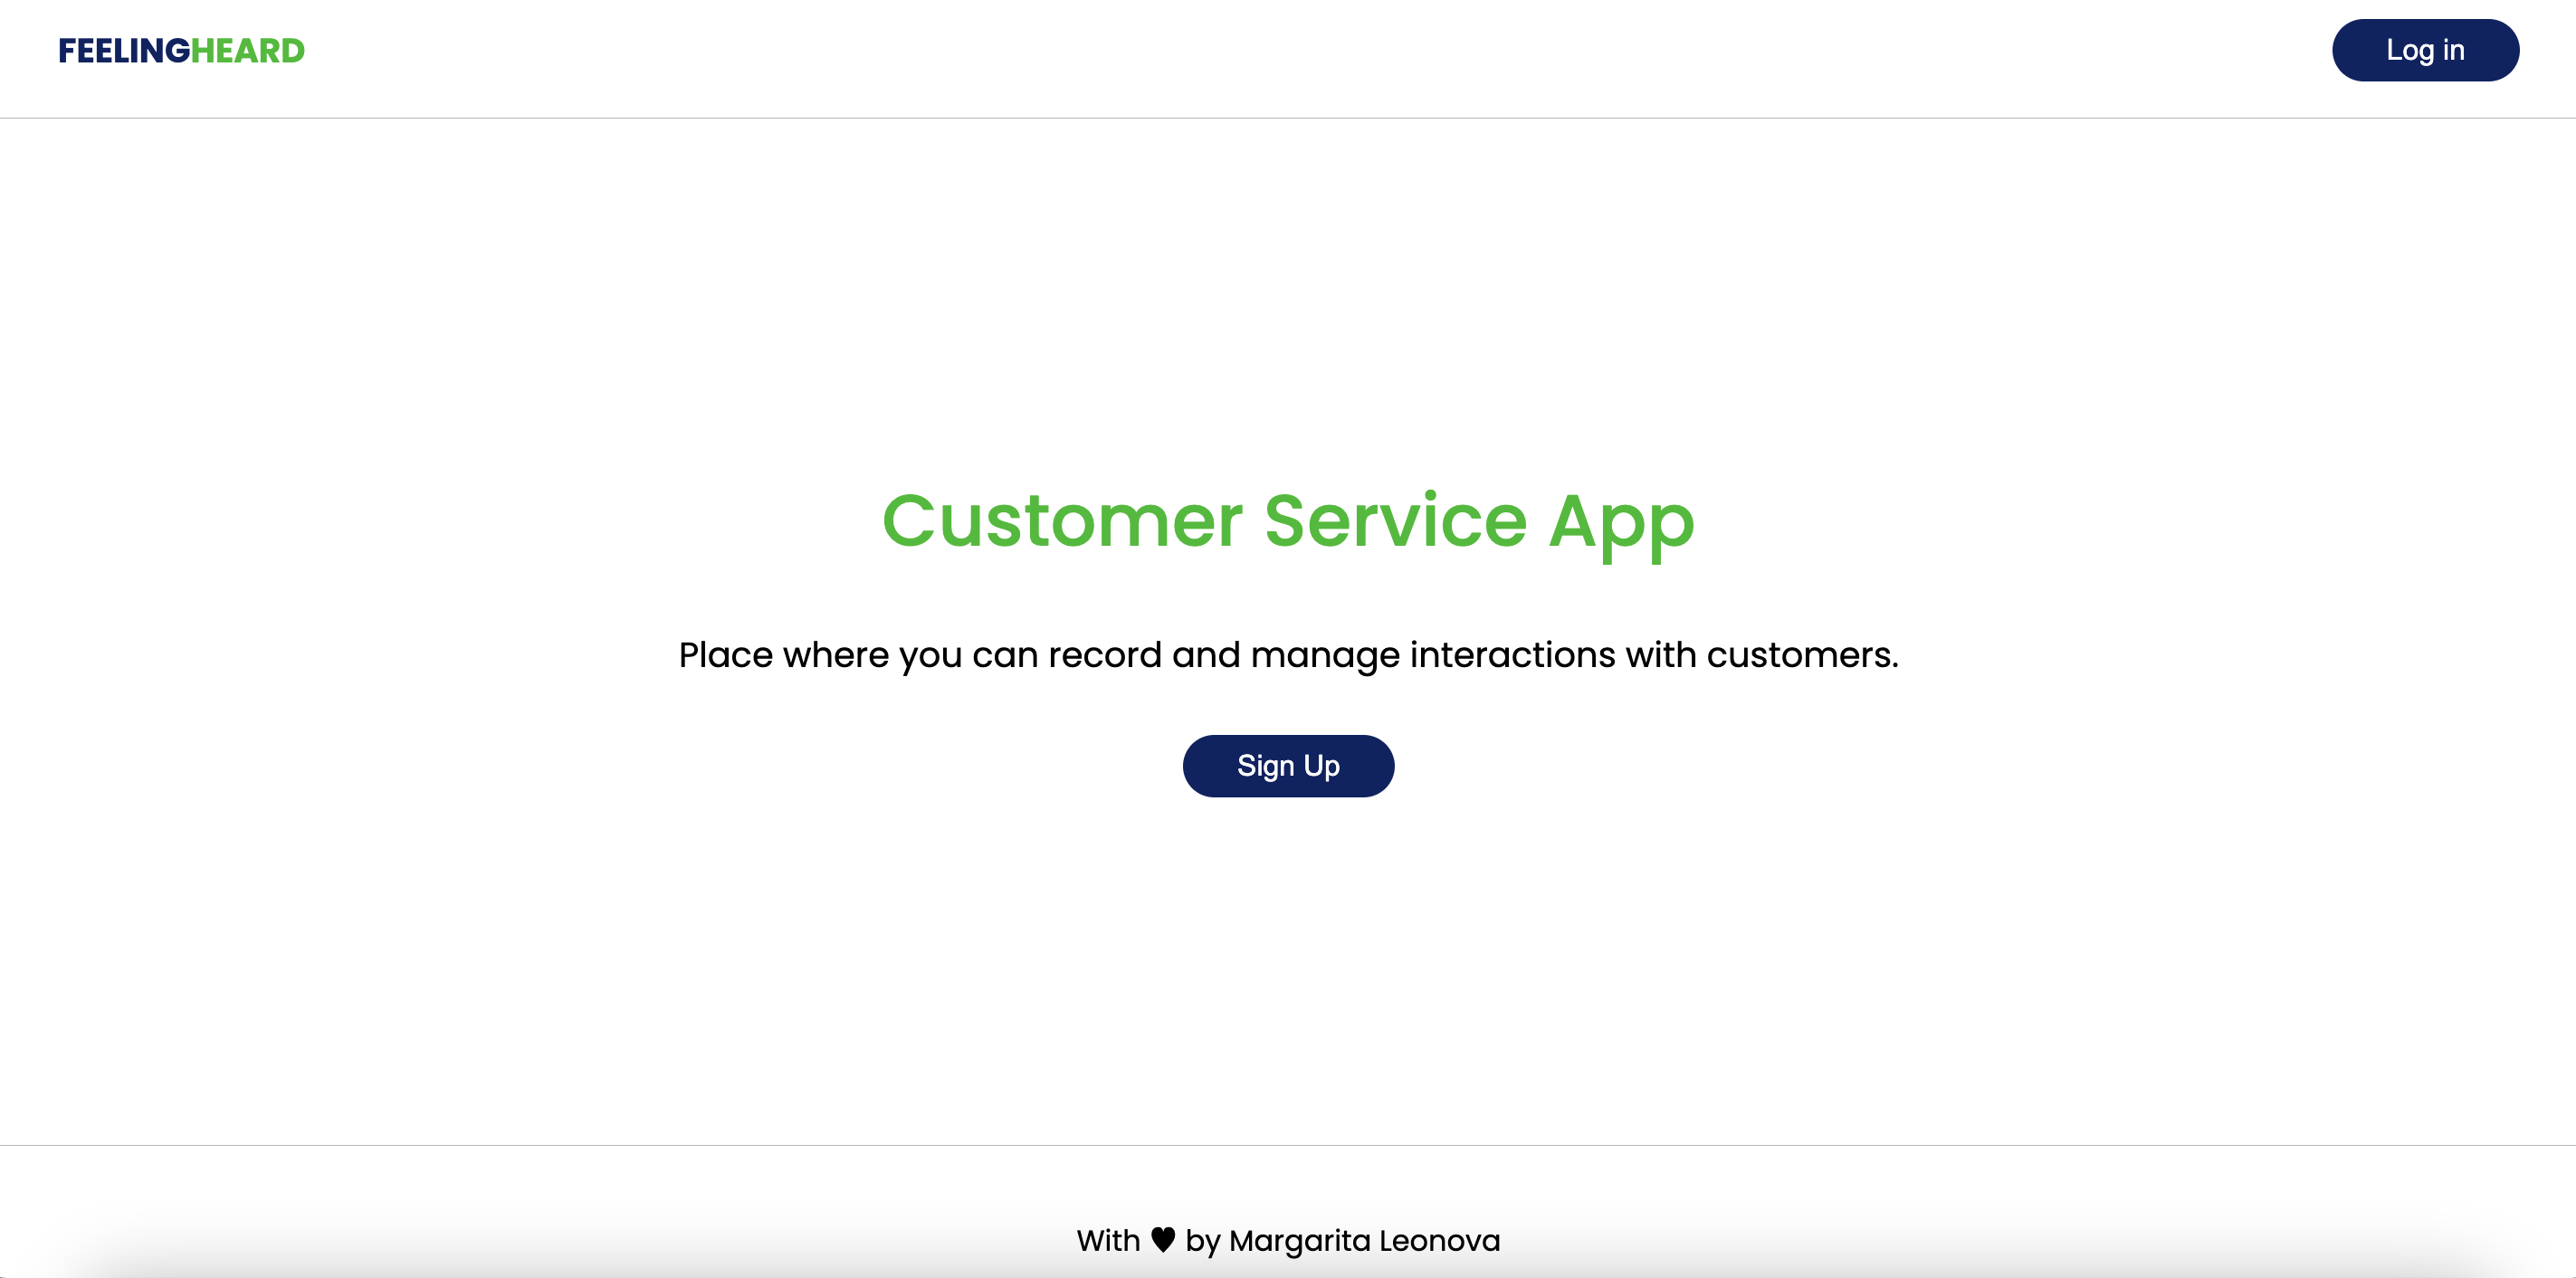 FEELINGHEARD
Log in
Customer Service App
Place where you can record and manage interactions with customers.
Sign Up
With ♥ by Margarita Leonova